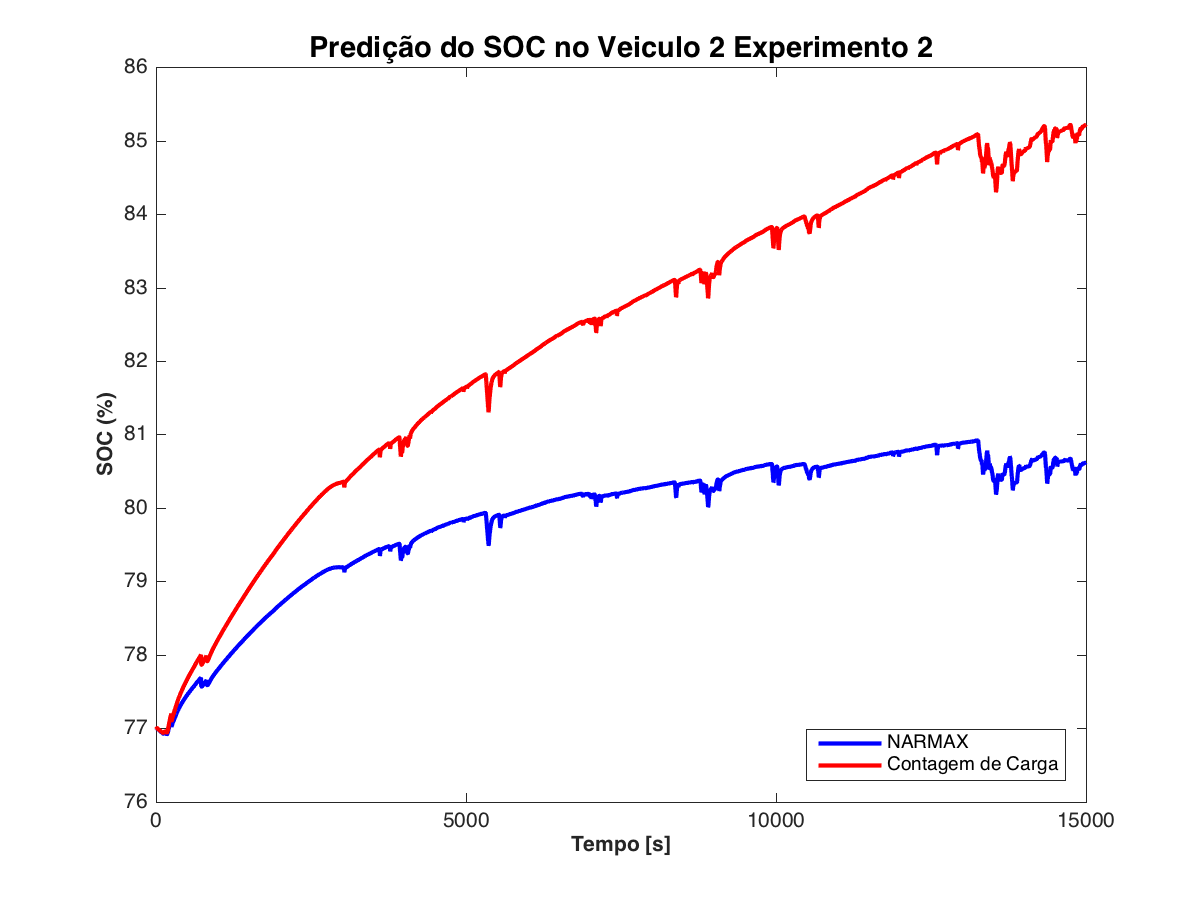 Predição do SOC no Veiculo 2 Experimento 2
86
85
84
83
82
81
80
79
78
77
76
SOC (%)
NARMAX
Contagem de Carga
0 5000 10000 15000
Tempo [s]